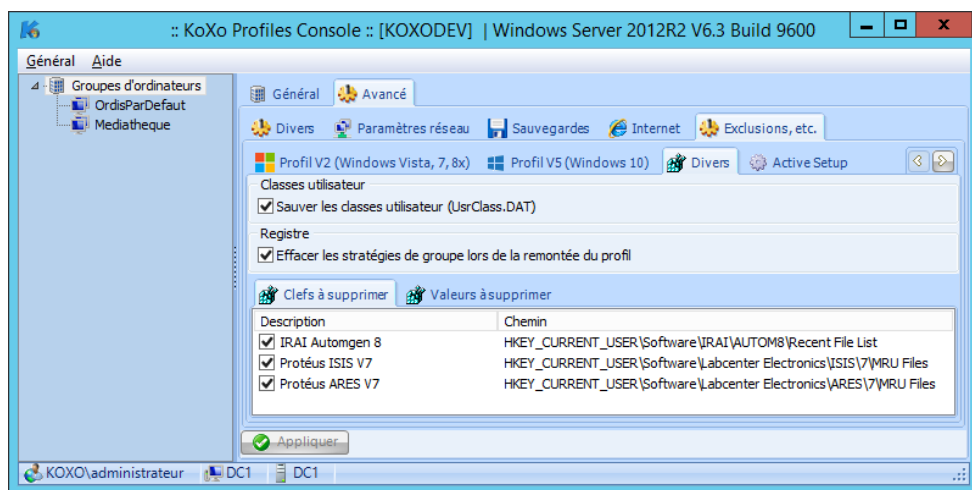 :: KoXo Profiles Console :: [KOXODEV] | Windows Server 2012R2 V6.3 Build 9600
Général Aide
Groupes d'ordinateurs
OrdisParDefaut
Mediatheque
Général Avancé
Divers Paramètres réseau Sauvegardes Internet Exclusions, etc.
Profil V2 (Windows Vista, 7, 8x) Profil V5 (Windows 10) Divers Active Setup
Classes utilisateur
Sauver les classes utilisateur (UsrClass.DAT)
Registre
Effacer les stratégies de groupe lors de la remontée du profil
Clefs à supprimer Valeurs à supprimer
Description Chemin
IRAI Automgen 8 HKEY_CURRENT_USER\Software\IRAI\AUTOM8\Recent File List
Protéus ISIS V7 HKEY_CURRENT_USER\Software\Labcenter Electronics\ISIS\7\MRU Files
Protéus ARES V7 HKEY_CURRENT_USER\Software\Labcenter Electronics\ARES\7\MRU Files
Appliquer
KOXO\administrateur DC1 DC1